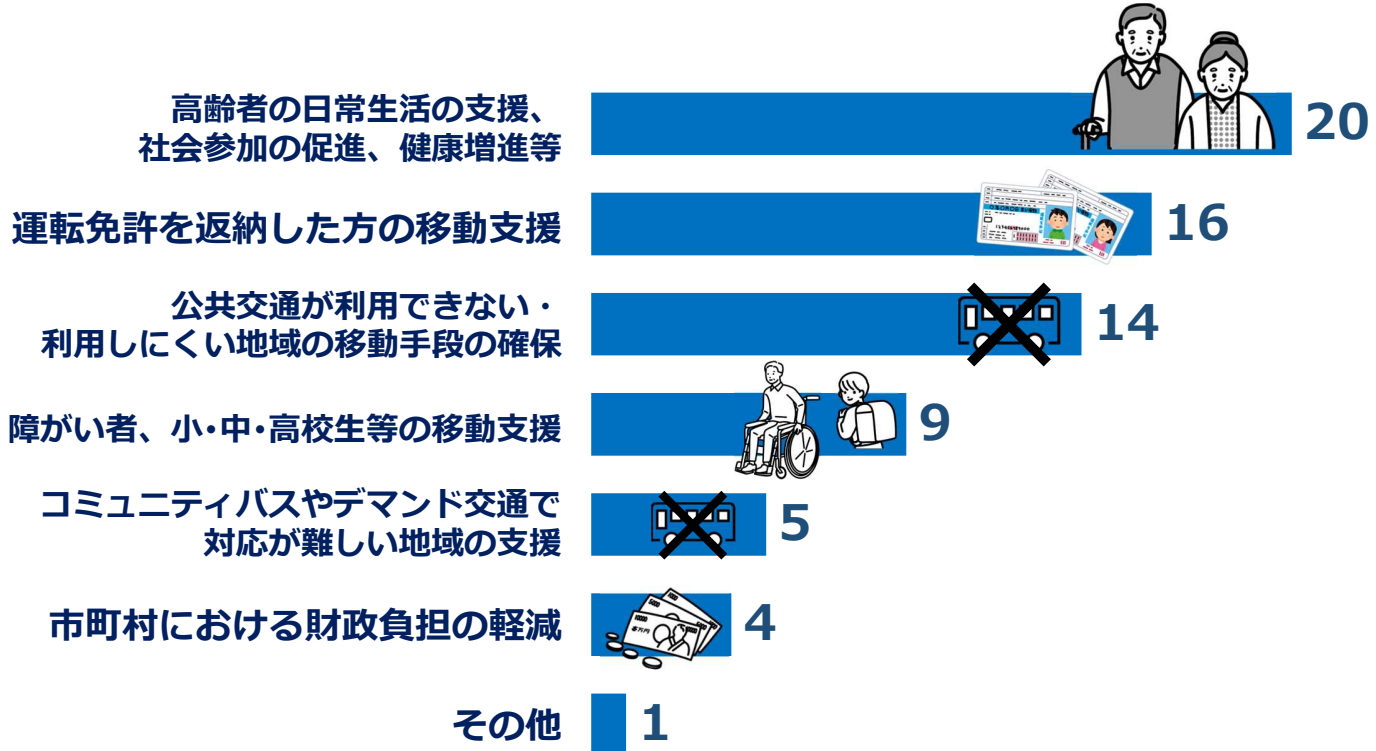 高齢者の日常生活の支援、
社会参加の促進、健康増進等
20
運転免許を返納した方の移動支援
16
公共交通が利用できない・
利用しにくい地域の移動手段の確保
14
障がい者、小・中・高校生等の移動支援
9
コミュニティバスやデマンド交通で
対応が難しい地域の支援
5
市町村における財政負担の軽減
4
その他
1